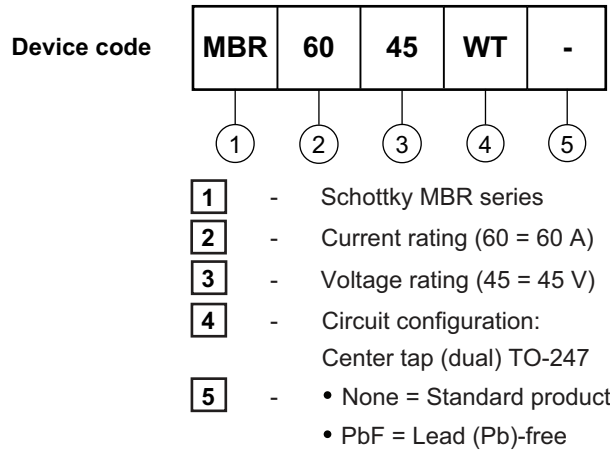 Device code MBR 60 45 WT -
1 2 3 4 5
1 - Schottky MBR series
2 - Current rating (60 = 60 A)
3 - Voltage rating (45 = 45 V)
4 - Circuit configuration:
Center tap (dual) TO-247
5 - • None = Standard product
• PbF = Lead (Pb)-free